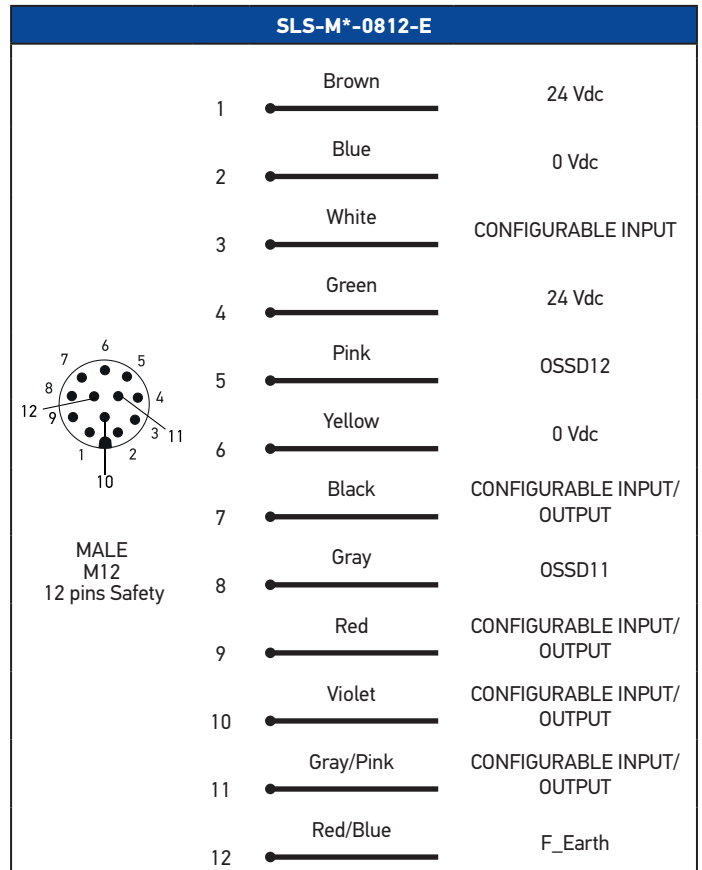 SLS-M*-0812-E
1 Brown 24 Vdc
2 Blue 0 Vdc
3 White CONFIGURABLE INPUT
4 Green 24 Vdc
5 Pink OSSD12
6 Yellow 0 Vdc
7 Black CONFIGURABLE INPUT/
OUTPUT
8 Gray OSSD11
9 Red CONFIGURABLE INPUT/
OUTPUT
10 Violet CONFIGURABLE INPUT/
OUTPUT
11 Gray/Pink CONFIGURABLE INPUT/
OUTPUT
12 Red/Blue F_Earth
6
7 5
8 4
12 9 3 11
1 2
10
MALE
M12
12 pins Safety